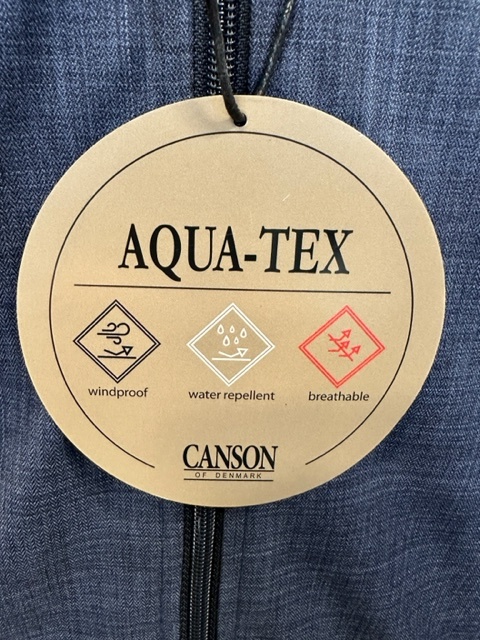 AQUA-TEX
windproof
water repellent
breathable
CANSON
OF DENMARK